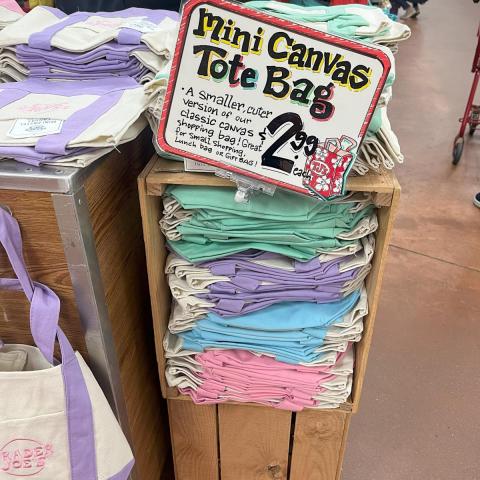 Mini Canvas
Tote Bag
• A smaller, cuter
version of our
classic canvas
shopping bag! Great
for small shopping,
Lunch bag or Gift BAG!
$2.99
each
TRADER
JOE'S